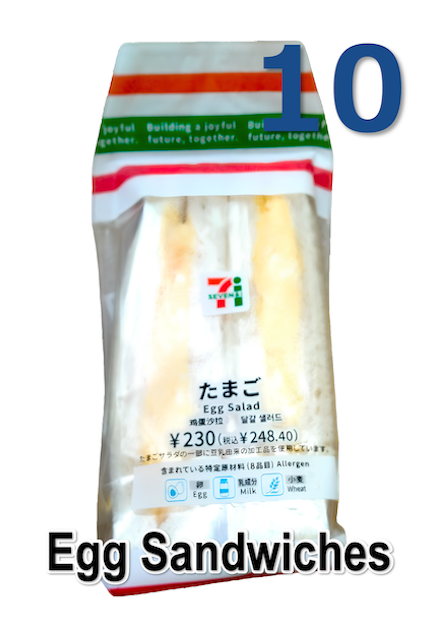 10
joyful Building a joyful
ogether. future, together. future, togethe
SEVEN
たまご
Egg Salad
鸡蛋沙拉 달걀 샐러드
¥230(税込¥248.40)
たまごサラダの一部に豆乳由来の加工品を使用しています。
含まれている特定原材料(8品目) Allergen
卵 乳成分 小麦
Egg Milk Wheat
Egg Sandwiches